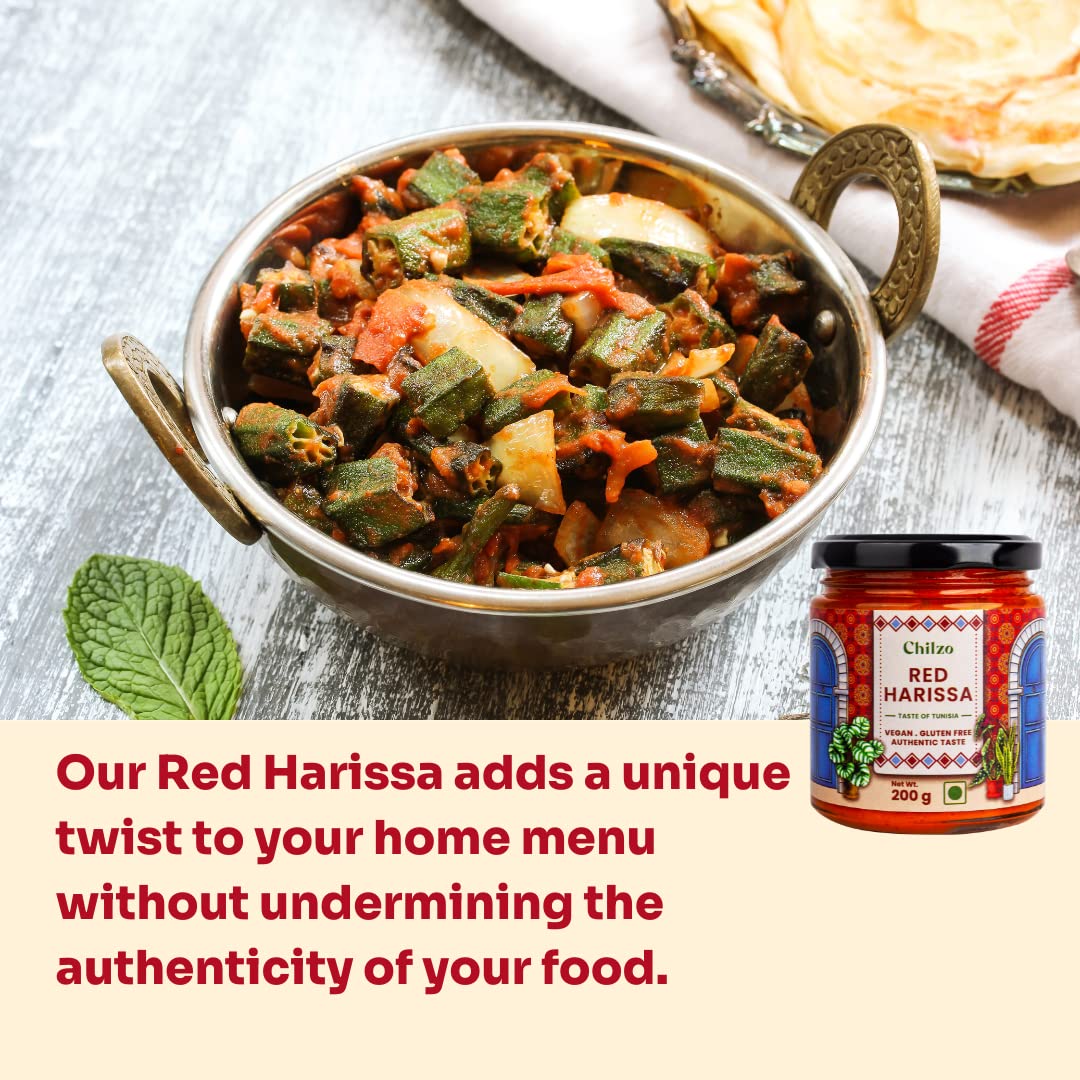 Chilzo
RED
HARISSA
TASTE OF TUNISIA
VEGAN . GLUTEN FREE
AUTHENTIC TASTE
Net Wt.
200 g
Our Red Harissa adds a unique
twist to your home menu
without undermining the
authenticity of your food.